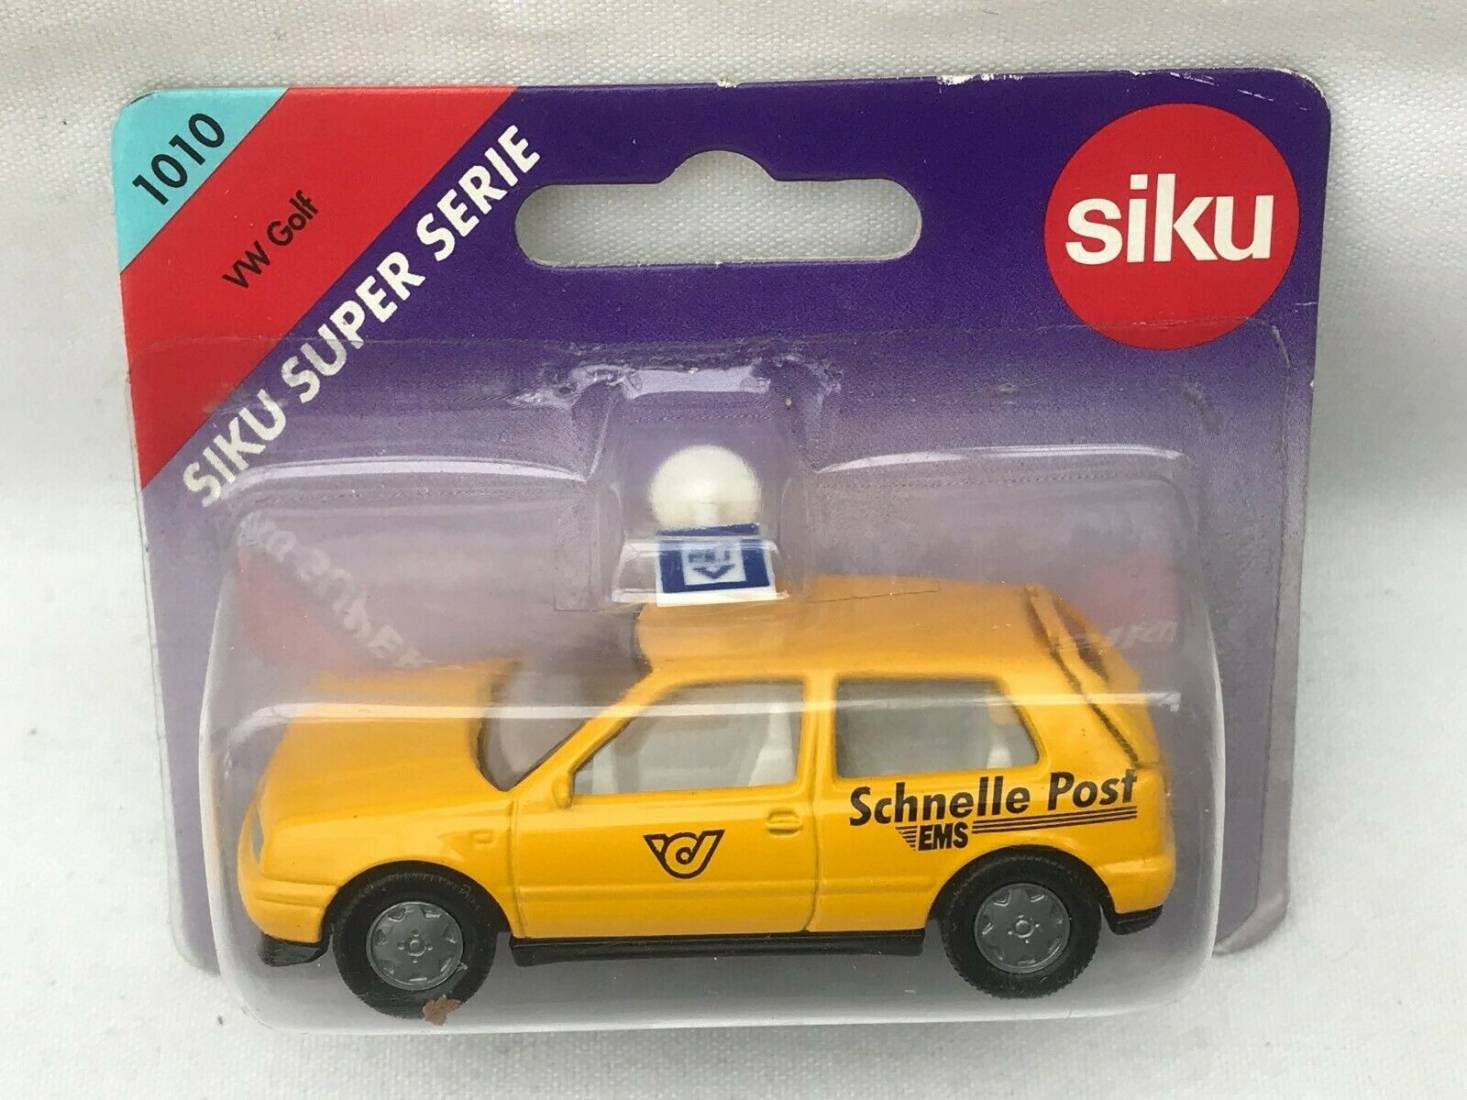 1010
VW Golf
SIKU SUPER SERIE
siku
Schnelle Post
EMS